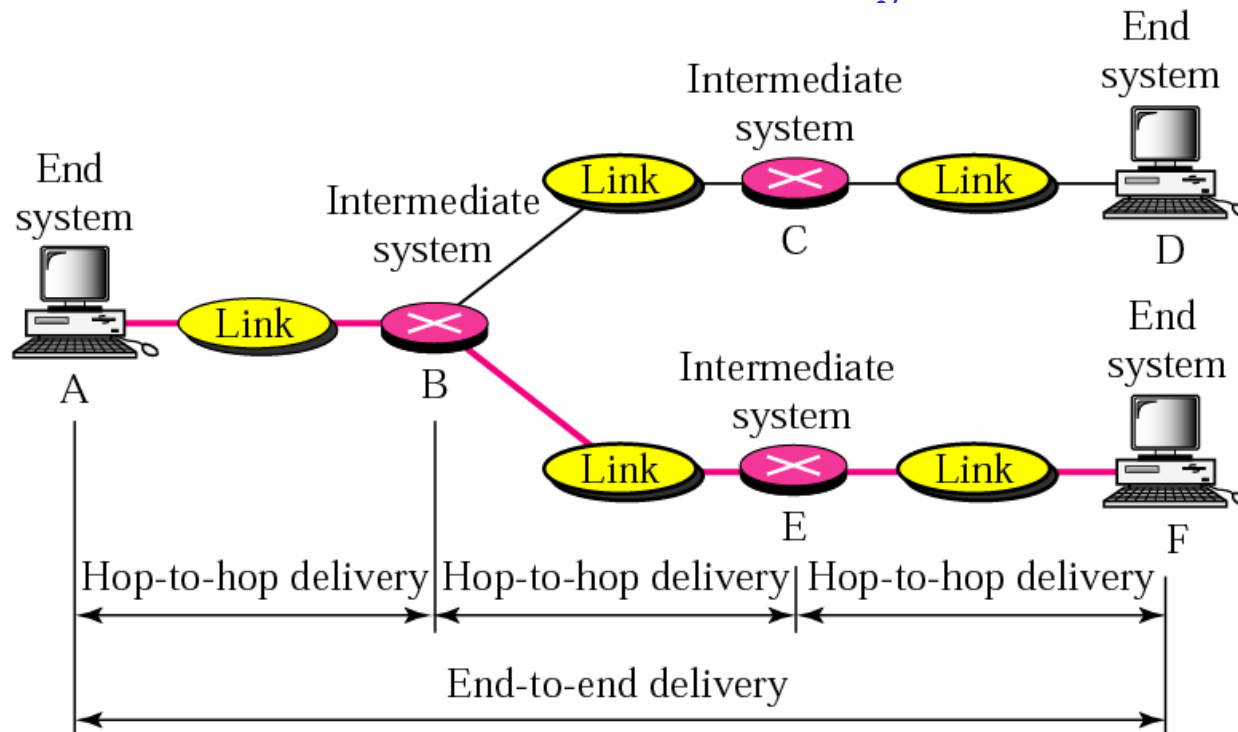 End
system
Intermediate
system
Link
Link
C
D
End
system
Intermediate
system
Link
A
B
End
system
Intermediate
system
Link
Link
E
F
Hop-to-hop delivery
Hop-to-hop delivery
Hop-to-hop delivery
End-to-end delivery